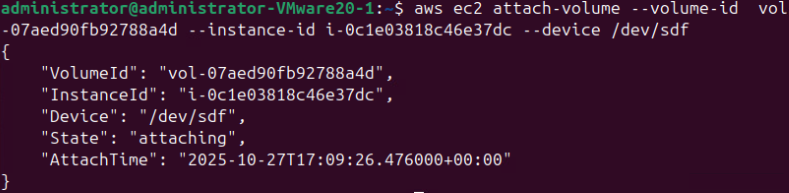 administrator@administrator-VMware20-1:~$ aws ec2 attach-volume --volume-id  vol
-07aed90fb92788a4d --instance-id i-0c1e03818c46e37dc --device /dev/sdf
{
    "VolumeId": "vol-07aed90fb92788a4d",
    "InstanceId": "i-0c1e03818c46e37dc",
    "Device": "/dev/sdf",
    "State": "attaching",
    "AttachTime": "2025-10-27T17:09:26.476000+00:00"
}